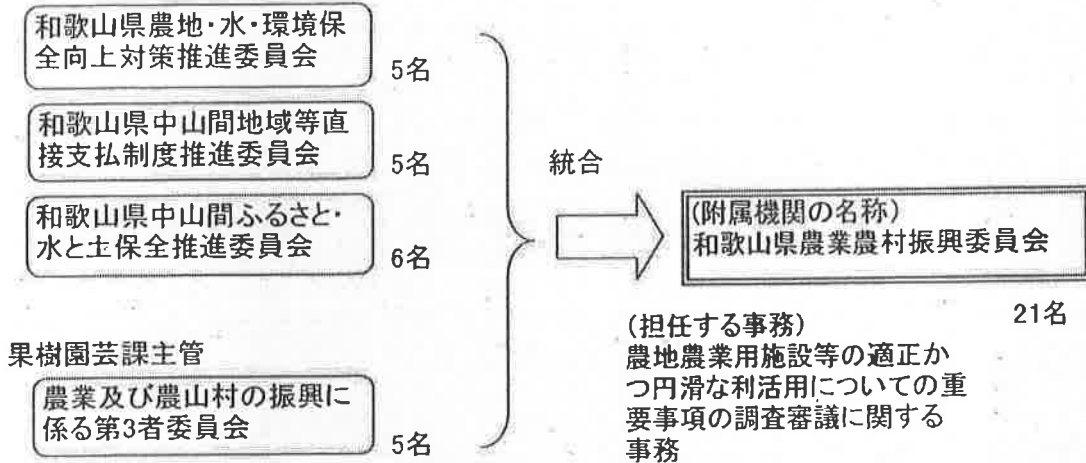 和歌山県農地・水・環境保
全向上対策推進委員会
5名
和歌山県中山間地域等直
接支払制度推進委員会
5名
和歌山県中山間ふるさと・
水と土保全推進委員会
6名
果樹園芸課主管
農業及び農山村の振興に
係る第3者委員会
5名
統合
(附属機関の名称)
和歌山県農業農村振興委員会
21名
(担任する事務)
農地農業用施設等の適正か
つ円滑な利活用についての重
要事項の調査審議に関する
事務